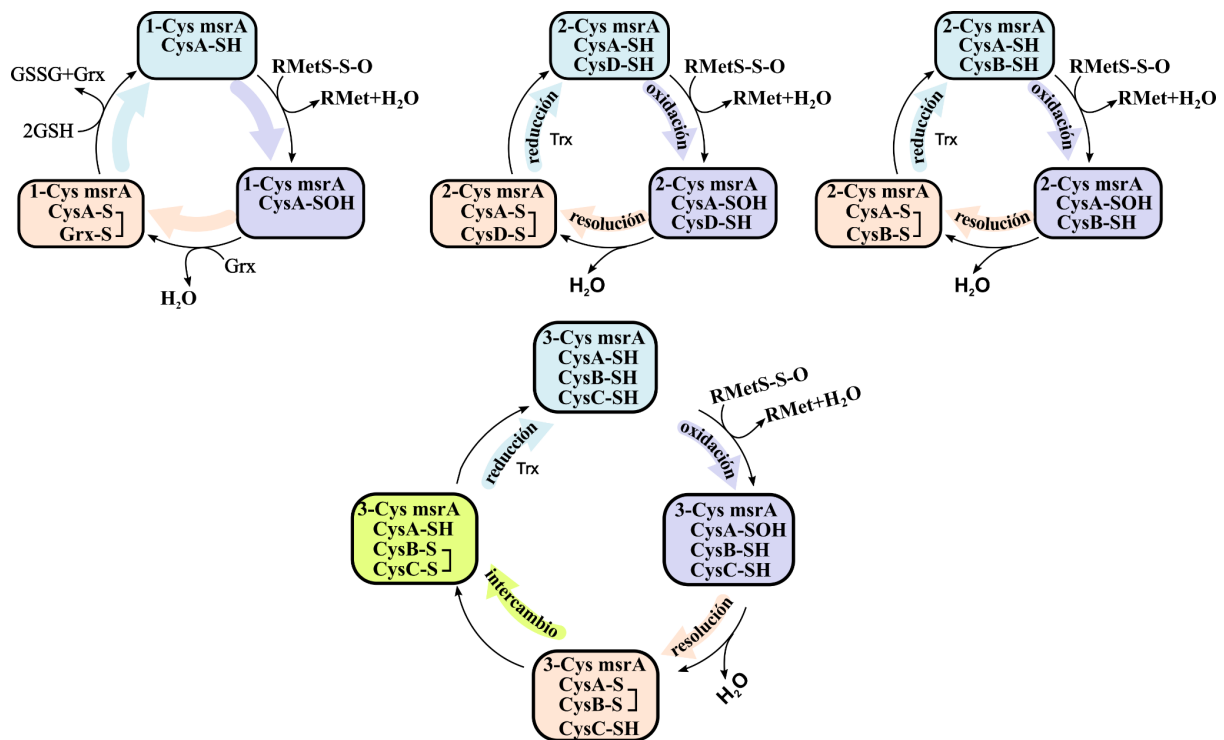 1-Cys msrA
CysA-SH
GSSG+Grx
2GSH
RMetS-S-O
RMet+H₂O
1-Cys msrA
CysA-S
Grx-S
1-Cys msrA
CysA-SOH
Grx
H₂O
2-Cys msrA
CysA-SH
CysD-SH
RMetS-S-O
RMet+H₂O
reducción
Trx
oxidación
2-Cys msrA
CysA-S
CysD-S
resolución
2-Cys msrA
CysA-SOH
CysD-SH
H₂O
2-Cys msrA
CysA-SH
CysB-SH
RMetS-S-O
RMet+H₂O
reducción
Trx
oxidación
2-Cys msrA
CysA-S
CysB-S
resolución
2-Cys msrA
CysA-SOH
CysB-SH
H₂O
3-Cys msrA
CysA-SH
CysB-SH
CysC-SH
RMetS-S-O
RMet+H₂O
reducción
Trx
oxidación
3-Cys msrA
CysA-SH
CysB-S
CysC-S
3-Cys msrA
CysA-SOH
CysB-SH
CysC-SH
intercambio
resolución
H₂O
3-Cys msrA
CysA-S
CysB-S
CysC-SH